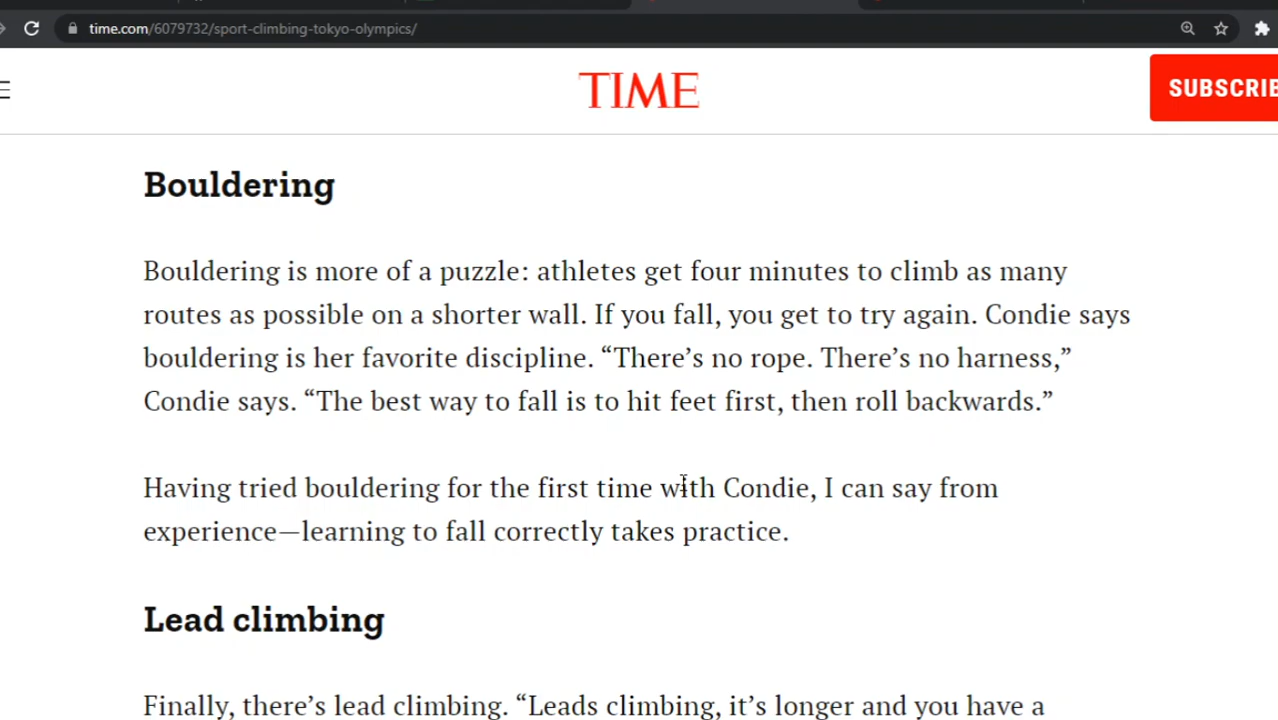 time.com/6079732/sport-climbing-tokyo-olympics/
TIME
SUBSCRIBE
Bouldering
Bouldering is more of a puzzle: athletes get four minutes to climb as many
routes as possible on a shorter wall. If you fall, you get to try again. Condie says
bouldering is her favorite discipline. “There’s no rope. There’s no harness,”
Condie says. “The best way to fall is to hit feet first, then roll backwards.”
Having tried bouldering for the first time with Condie, I can say from
experience—learning to fall correctly takes practice.
Lead climbing
Finally, there’s lead climbing. “Leads climbing, it’s longer and you have a